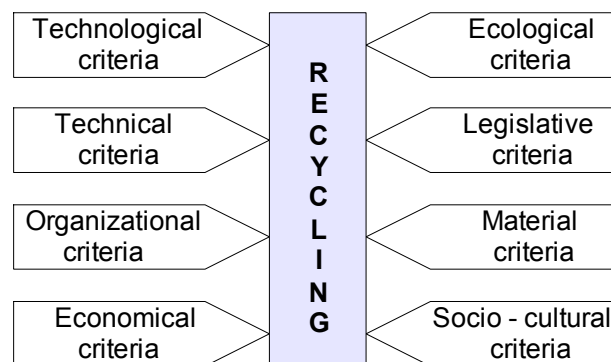 Technological
criteria
Technical
criteria
Organizational
criteria
Economical
criteria
R
E
C
Y
C
L
I
N
G
Ecological
criteria
Legislative
criteria
Material
criteria
Socio - cultural
criteria